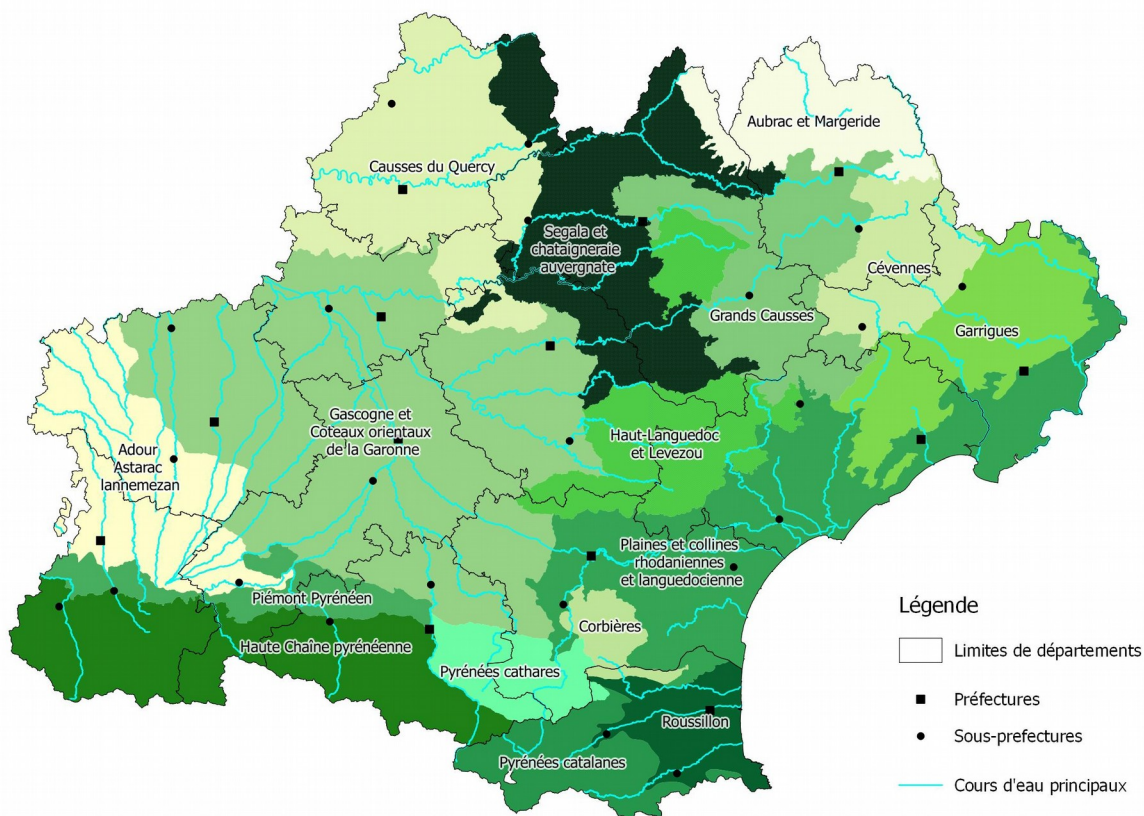 Aubrac et Margeride
Causses du Quercy
Segala et
chataigneraie
auvergnate
Cévennes
Grands Causses
Garrigues
Gascogne et
Coteaux orientaux
de la Garonne
Haut-Languedoc
et Levezou
Adour
Astarac
lannemezan
Plaines et collines
rhodaniennes
et languedocienne
Piémont Pyrénéen
Corbières
Haute Chaîne pyrénéenne
Pyrénées cathares
Roussillon
Pyrénées catalanes
Légende
Limites de départements
Préfectures
Sous-prefectures
Cours d'eau principaux